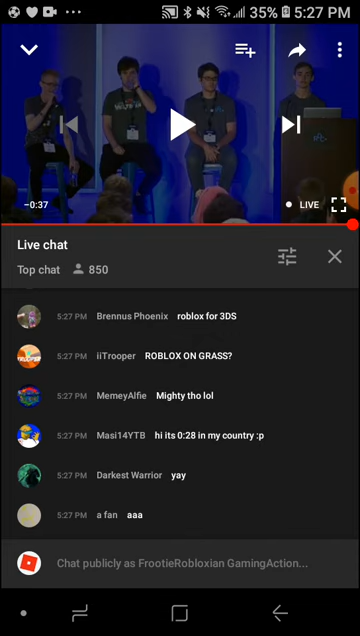 35% 5:27 PM
−0:37
LIVE
Live chat
Top chat 850
5:27 PM Brennus Phoenix roblox for 3DS
5:27 PM iiTrooper ROBLOX ON GRASS?
5:27 PM MemeyAlfie Mighty tho lol
5:27 PM Masi14YTB hi its 0:28 in my country :p
5:27 PM Darkest Warrior yay
5:27 PM a fan aaa
Chat publicly as FrootieRobloxian GamingAction...